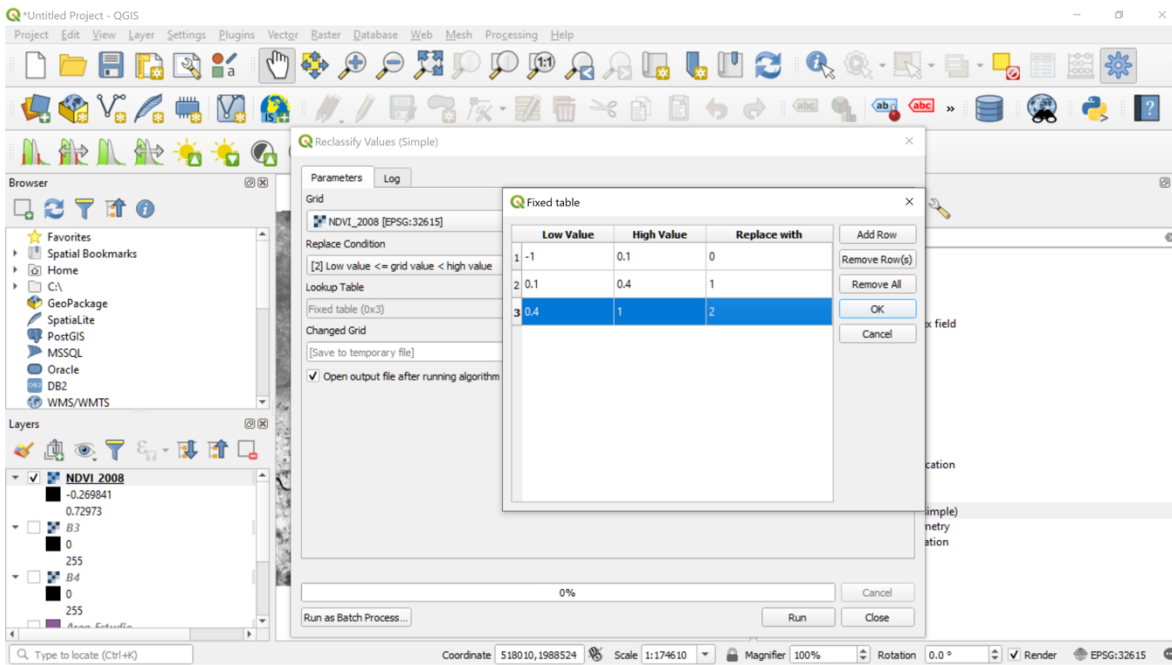 *Untitled Project - QGIS
Project Edit View Layer Settings Plugins Vector Raster Database Web Mesh Processing Help
Reclassify Values (Simple)
Parameters Log
Grid
NDVI_2008 [EPSG:32615]
Replace Condition
[2] Low value <= grid value < high value
Lookup Table
Fixed table (0x3)
Changed Grid
[Save to temporary file]
Open output file after running algorithm
Fixed table
Low Value High Value Replace with
1 -1 0.1 0
2 0.1 0.4 1
3 0.4 1 2
Add Row
Remove Row(s)
Remove All
OK
Cancel
0%
Cancel
Run as Batch Process...
Run
Close
Browser
Favorites
Spatial Bookmarks
Home
C:\
GeoPackage
SpatiaLite
PostGIS
MSSQL
Oracle
DB2
WMS/WMTS
Layers
NDVI_2008
-0.269841
0.72973
B3
0
255
B4
0
255
Area_Estudio
x field
cation
imple)
metry
ation
Type to locate (Ctrl+K)
Coordinate 518010,1988524 Scale 1:174610 Magnifier 100% Rotation 0.0 ° Render EPSG:32615